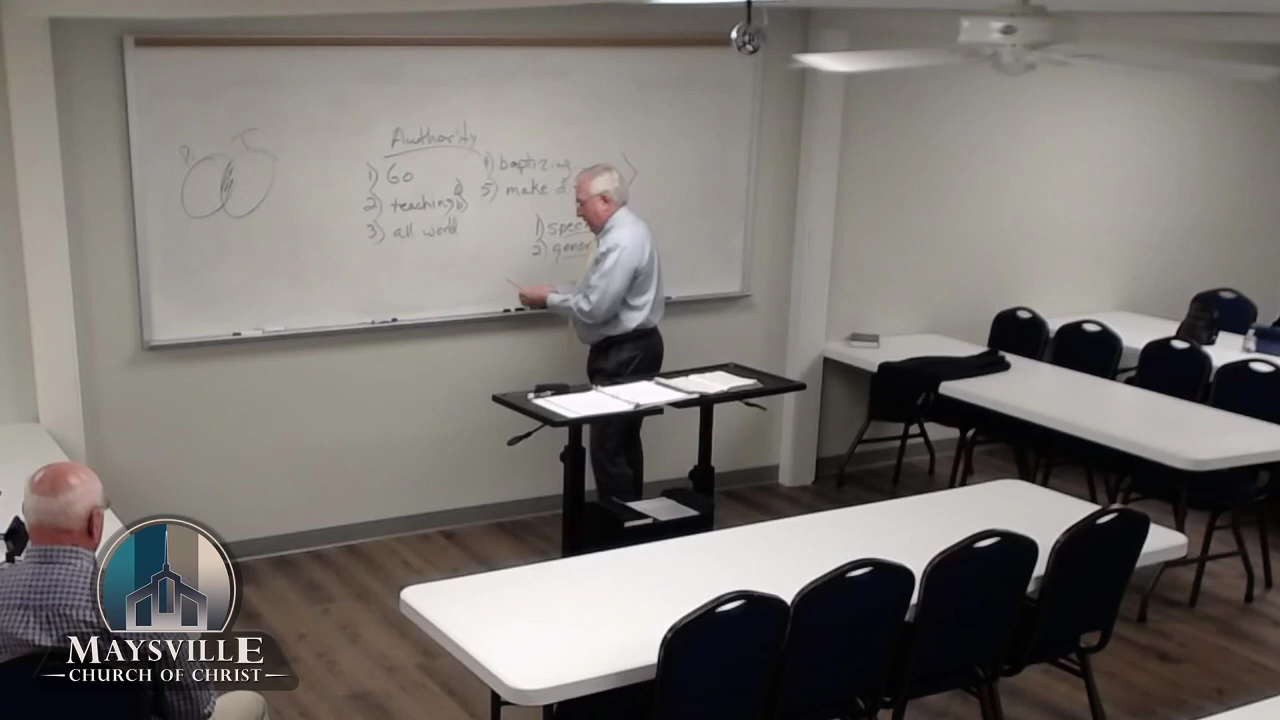 Authority
1) Go
2) teaching a) b)
3) all world
4) baptizing
5) make
1) spec
2) gener
MAYSVILLE
CHURCH OF CHRIST